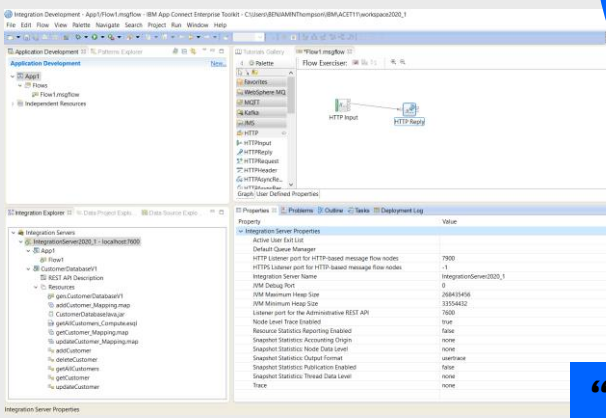 Integration Development - App1/Flow1.msgflow - IBM App Connect Enterprise Toolkit - C:\Users\BENJAMINThompson\IBM\ACET11\workspace2020_1
File Edit Flow View Palette Navigate Search Project Run Window Help
Application Development Patterns Explorer
Application Development New...
App1
Flows
Flow1.msgflow
Independent Resources
Tutorials Gallery *Flow1.msgflow
Palette Flow Exerciser:
Favorites
WebSphere MQ
MQTT
Kafka
IMS
HTTP
HTTPInput
HTTPReply
HTTPRequest
HTTPHeader
HTTPAsyncRe...
HTTP Input
HTTP Reply
Graph User Defined Properties
Integration Explorer Data Project Explo... Data Source Explo...
Integration Servers
IntegrationServer2020_1 - localhost:7600
App1
Flow1
CustomerDatabaseV1
REST API Description
Resources
gen.CustomerDatabaseV1
addCustomer_Mapping.map
CustomerDatabaseJava.jar
getAllCustomers_Compute.esql
getCustomer_Mapping.map
updateCustomer_Mapping.map
addCustomer
deleteCustomer
getAllCustomers
getCustomer
updateCustomer
Properties Problems Outline Tasks Deployment Log
Property Value
Integration Server Properties
Active User Exit List
Default Queue Manager
HTTP Listener port for HTTP-based message flow nodes 7900
HTTPS Listener port for HTTP-based message flow nodes -1
Integration Server Name IntegrationServer2020_1
JVM Debug Port 0
JVM Maximum Heap Size 268435456
JVM Minimum Heap Size 33554432
Listener port for the Administrative REST API 7600
Node Level Trace Enabled true
Resource Statistics Reporting Enabled false
Snapshot Statistics: Accounting Origin none
Snapshot Statistics: Node Data Level none
Snapshot Statistics: Output Format usertrace
Snapshot Statistics: Publication Enabled false
Snapshot Statistics: Thread Data Level none
Trace none
Integration Server Properties
“